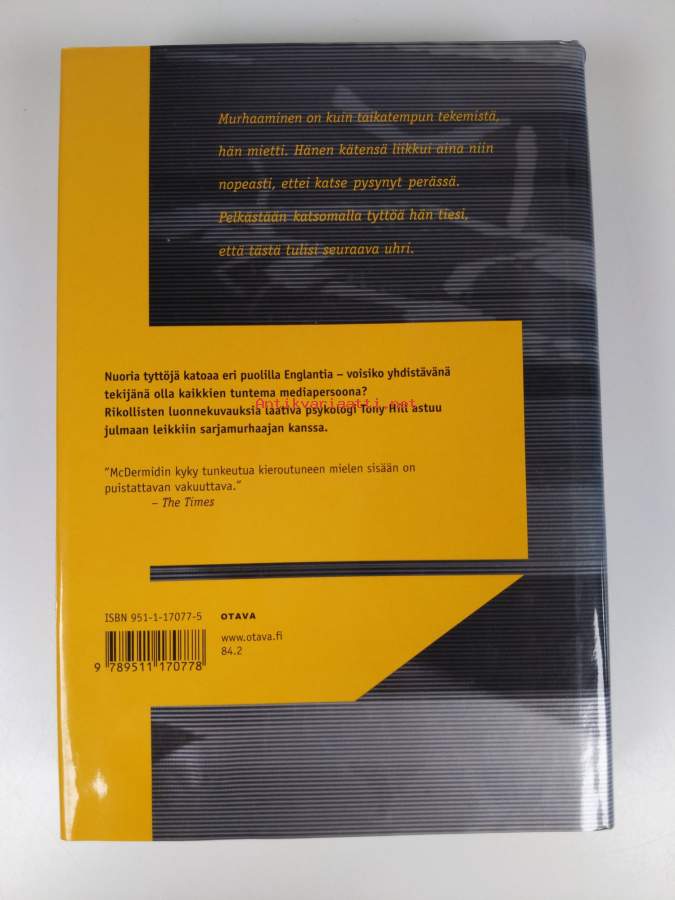 Murhaaminen on kuin taikatempun tekemistä,
hän mietti. Hänen kätensä liikkui aina niin
nopeasti, ettei katse pysynyt perässä.
Pelkästään katsomalla tyttöä hän tiesi,
että tästä tulisi seuraava uhri.
Nuoria tyttöjä katoaa eri puolilla Englantia – voisiko yhdistävänä
tekijänä olla kaikkien tuntema mediapersoona?
Antikvariaatti.net
Rikollisten luonnekuvauksia laativa psykologi Tony Hill astuu
julmaan leikkiin sarjamurhaajan kanssa.
"McDermidin kyky tunkeutua kieroutuneen mielen sisään on
puistattavan vakuuttava."
– The Times
ISBN 951-1-17077-5 OTAVA
www.otava.fi
84.2
9 789511 170778